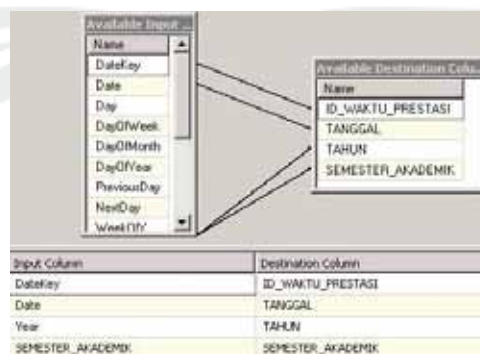 Available Input ...
Name
DateKey
Date
Day
DayOfWeek
DayOfMonth
DayOfYear
PreviousDay
NextDay
WeekOfY
Available Destination Colu...
Name
ID_WAKTU_PRESTASI
TANGGAL
TAHUN
SEMESTER_AKADEMIK
Input Column Destination Column
DateKey ID_WAKTU_PRESTASI
Date TANGGAL
Year TAHUN
SEMESTER_AKADEMIK SEMESTER_AKADEMIK